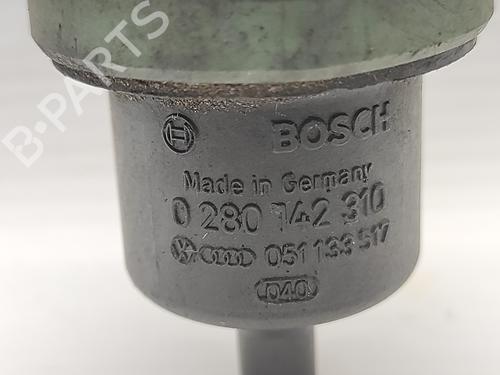 B-PARTS
BOSCH
Made in Germany
0 280 142 310
051 133 517
040